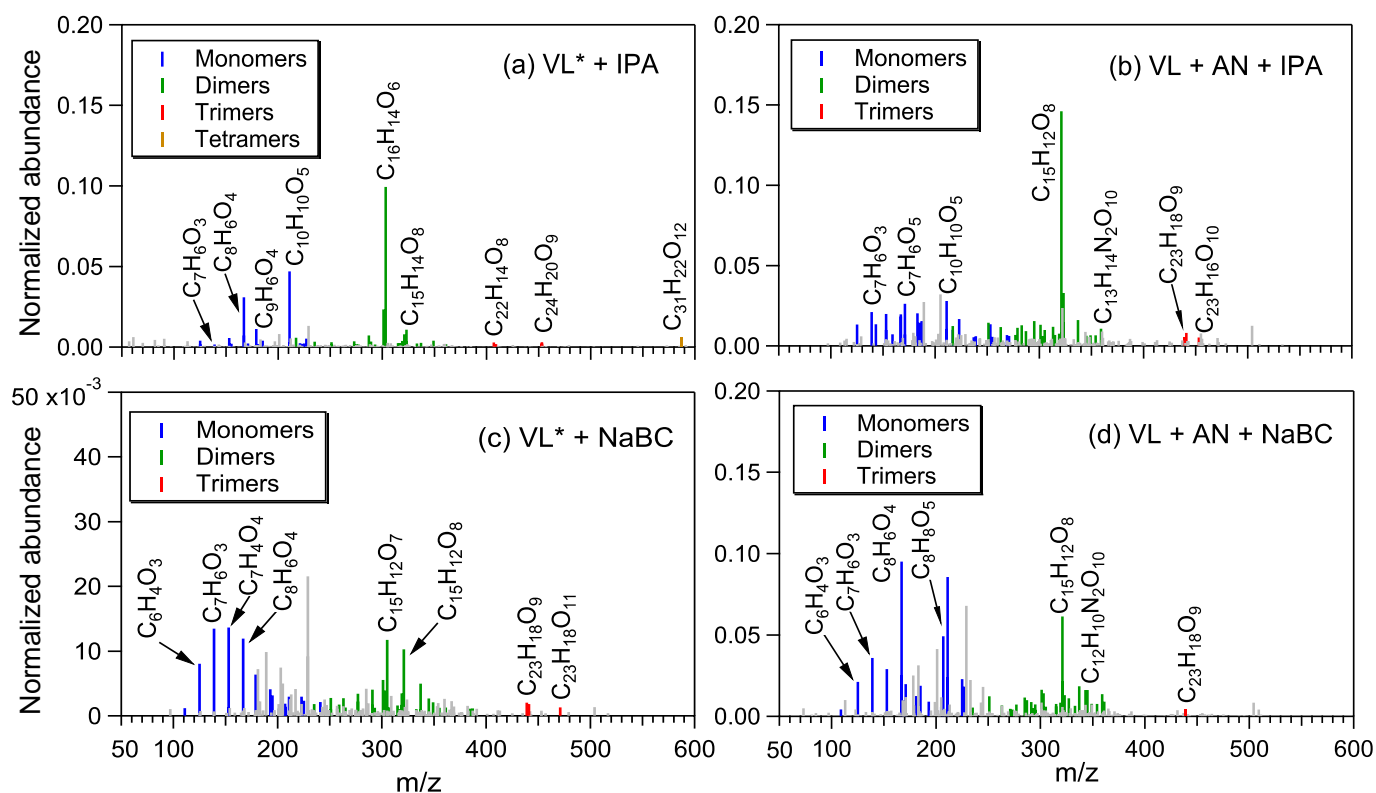 0.20
0.15
0.10
0.05
0.00
Normalized abundance
Monomers
Dimers
Trimers
Tetramers
(a) VL* + IPA
C₇H₆O₃
C₈H₆O₄
C₉H₆O₄
C₁₀H₁₀O₅
C₁₆H₁₄O₆
C₁₅H₁₄O₈
C₂₂H₁₄O₈
C₂₄H₂₀O₉
C₃₁H₂₂O₁₂
0.20
0.15
0.10
0.05
0.00
Monomers
Dimers
Trimers
(b) VL + AN + IPA
C₇H₆O₃
C₇H₆O₅
C₁₀H₁₀O₅
C₁₅H₁₂O₈
C₁₃H₁₄N₂O₁₀
C₂₃H₁₈O₉
C₂₃H₁₆O₁₀
50 x10⁻³
40
30
20
10
0
Normalized abundance
Monomers
Dimers
Trimers
(c) VL* + NaBC
C₆H₄O₃
C₇H₆O₃
C₇H₄O₄
C₈H₆O₄
C₁₅H₁₂O₇
C₁₅H₁₂O₈
C₂₃H₁₈O₉
C₂₃H₁₈O₁₁
50 100 200 300 400 500 600
m/z
0.20
0.15
0.10
0.05
0.00
Monomers
Dimers
Trimers
(d) VL + AN + NaBC
C₆H₄O₃
C₇H₆O₃
C₈H₆O₄
C₈H₈O₅
C₁₅H₁₂O₈
C₁₂H₁₀N₂O₁₀
C₂₃H₁₈O₉
50 100 200 300 400 500 600
m/z